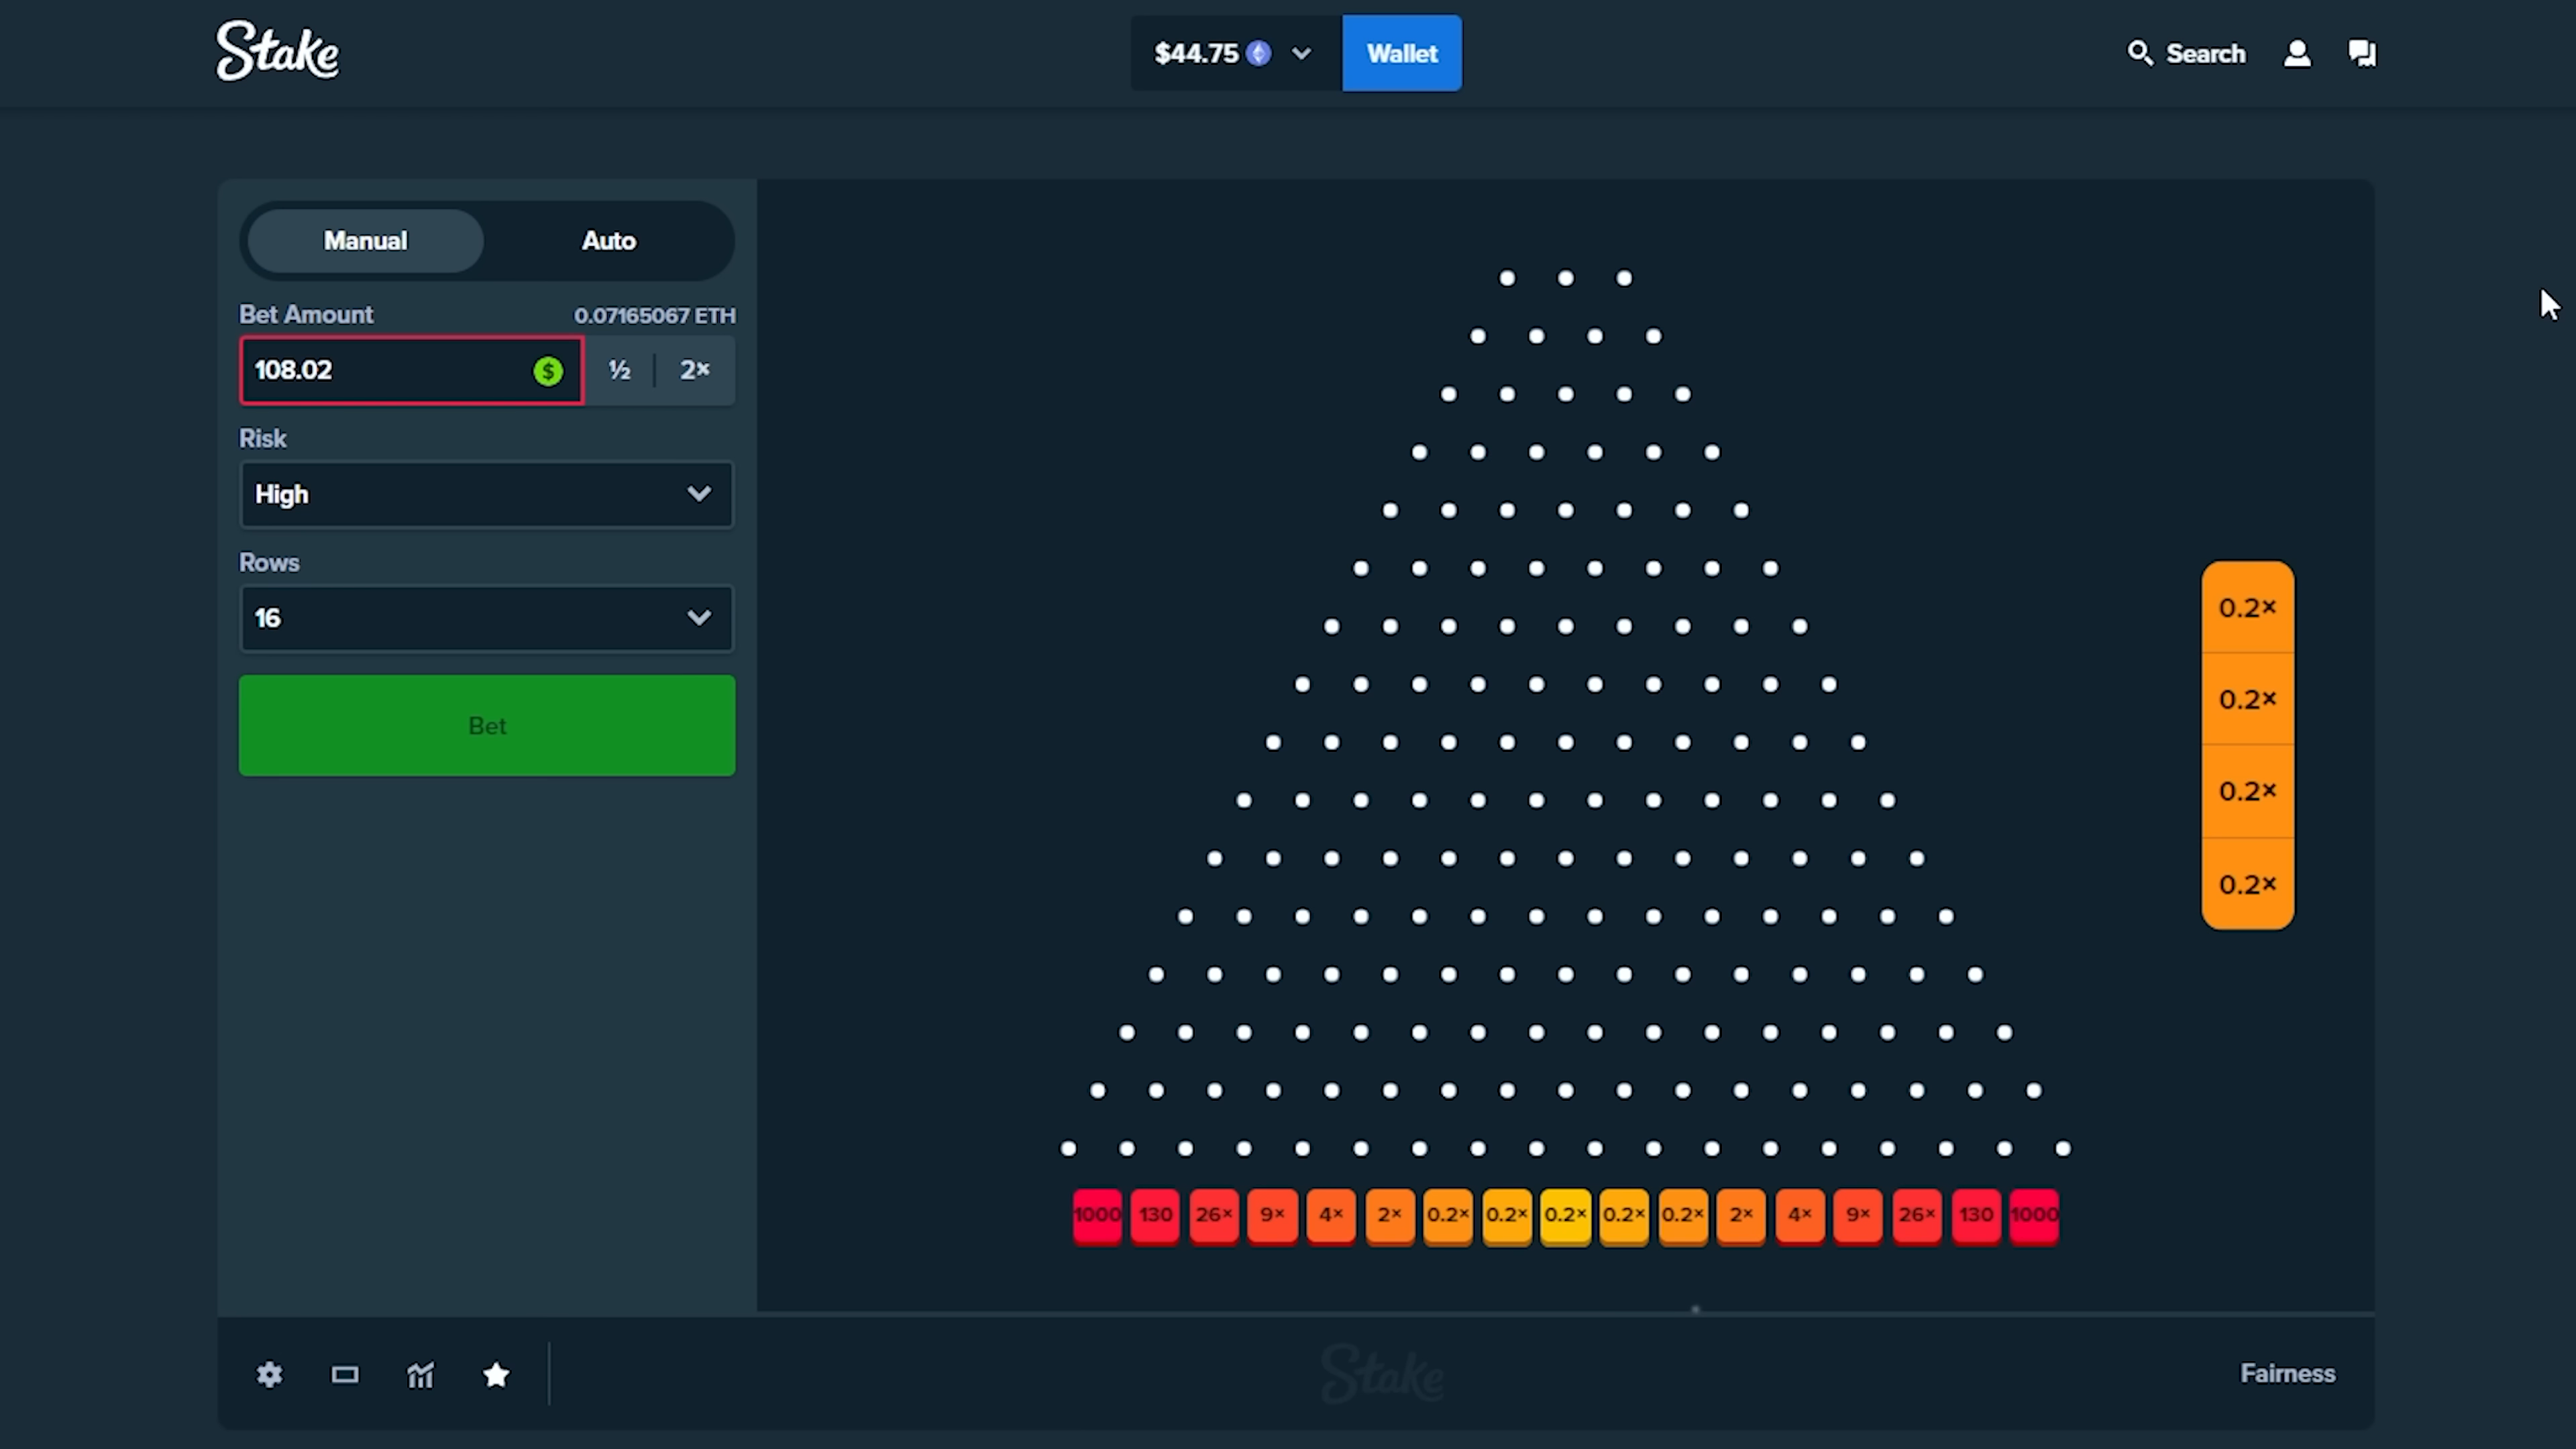 Stake
$44.75
Wallet
Search
Manual
Auto
Bet Amount
0.07165067 ETH
108.02
$
½
2×
Risk
High
Rows
16
Bet
0.2×
0.2×
0.2×
0.2×
1000 130 26× 9× 4× 2× 0.2× 0.2× 0.2× 0.2× 0.2× 2× 4× 9× 26× 130 1000
Stake
Fairness